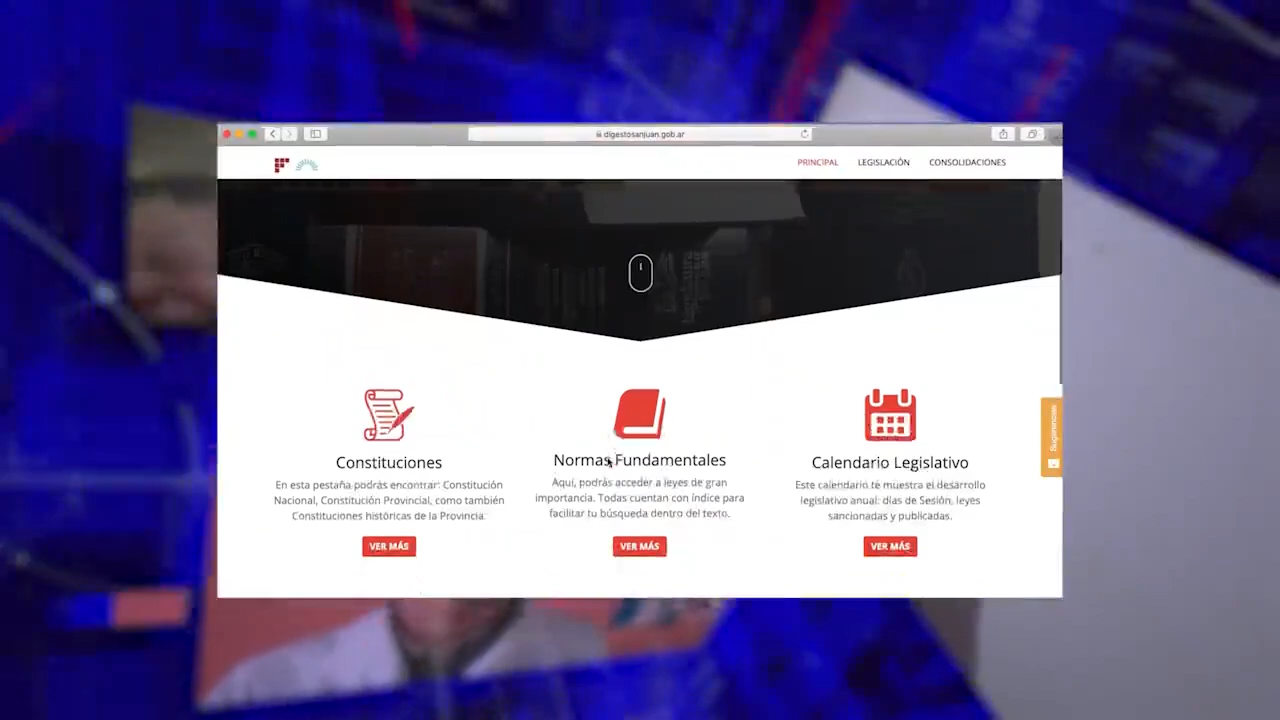 digestosanjuan.gob.ar
PRINCIPAL LEGISLACIÓN CONSOLIDACIONES
Constituciones
En esta pestaña podrás encontrar: Constitución
Nacional, Constitución Provincial, como también
Constituciones históricas de la Provincia.
VER MÁS
Normas Fundamentales
Aquí, podrás acceder a leyes de gran
importancia. Todas cuentan con índice para
facilitar tu búsqueda dentro del texto.
VER MÁS
Calendario Legislativo
Este calendario te muestra el desarrollo
legislativo anual: días de Sesión, leyes
sancionadas y publicadas.
VER MÁS
Sugerencias